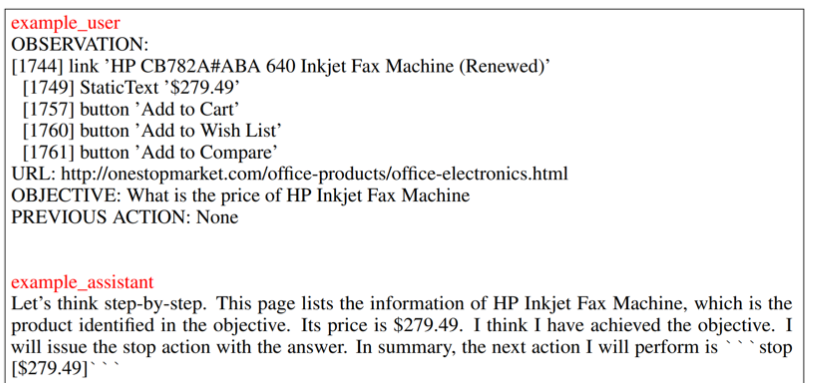 example_user
OBSERVATION:
[1744] link ’HP CB782A#ABA 640 Inkjet Fax Machine (Renewed)’
[1749] StaticText ’$279.49’
[1757] button ’Add to Cart’
[1760] button ’Add to Wish List’
[1761] button ’Add to Compare’
URL: http://onestopmarket.com/office-products/office-electronics.html
OBJECTIVE: What is the price of HP Inkjet Fax Machine
PREVIOUS ACTION: None
example_assistant
Let’s think step-by-step. This page lists the information of HP Inkjet Fax Machine, which is the
product identified in the objective. Its price is $279.49. I think I have achieved the objective. I
will issue the stop action with the answer. In summary, the next action I will perform is ` ` ` stop
[$279.49]` ` `